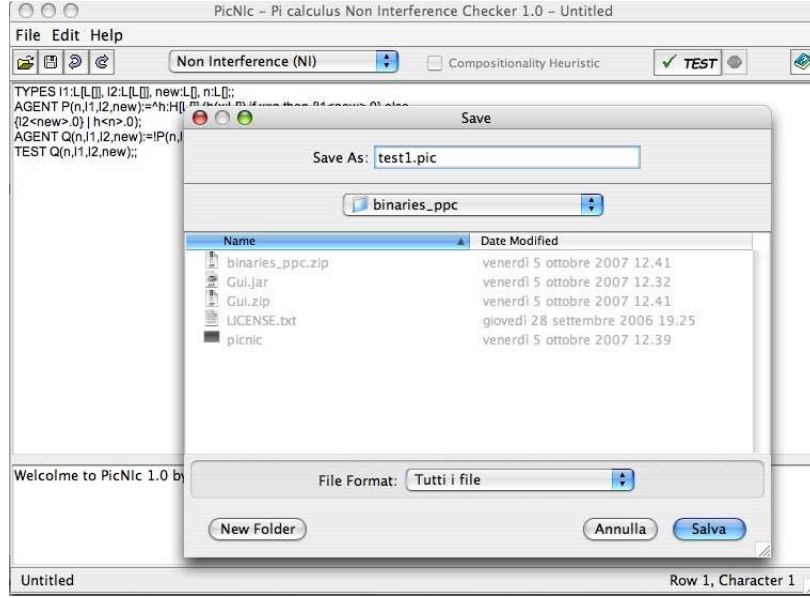 PicNIc - Pi calculus Non Interference Checker 1.0 - Untitled
File Edit Help
Non Interference (NI)
Compositionality Heuristic
✓ TEST
TYPES l1:L[L[]], l2:L[L[]], new:L[], n:L[];;
AGENT P(n,l1,l2,new):=^h:H[
{l2<new>.0} | h<n>.0);
AGENT Q(n,l1,l2,new):=!P(n,
TEST Q(n,l1,l2,new);;
Save
Save As: test1.pic
binaries_ppc
Name Date Modified
binaries_ppc.zip venerdì 5 ottobre 2007 12.41
Gui.jar venerdì 5 ottobre 2007 12.32
Gui.zip venerdì 5 ottobre 2007 12.41
LICENSE.txt giovedì 28 settembre 2006 19.25
picnic venerdì 5 ottobre 2007 12.39
Welcolme to PicNIc 1.0 by
File Format: Tutti i file
New Folder Annulla Salva
Untitled Row 1, Character 1